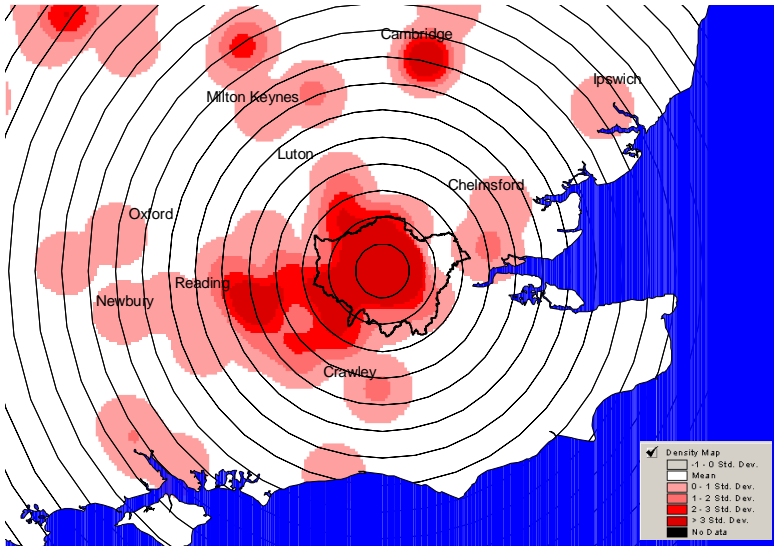 Cambridge
Ipswich
Milton Keynes
Luton
Chelmsford
Oxford
Reading
Newbury
Crawley
Density Map
-1 - 0 Std. Dev.
Mean
0 - 1 Std. Dev.
1 - 2 Std. Dev.
2 - 3 Std. Dev.
> 3 Std. Dev.
No Data